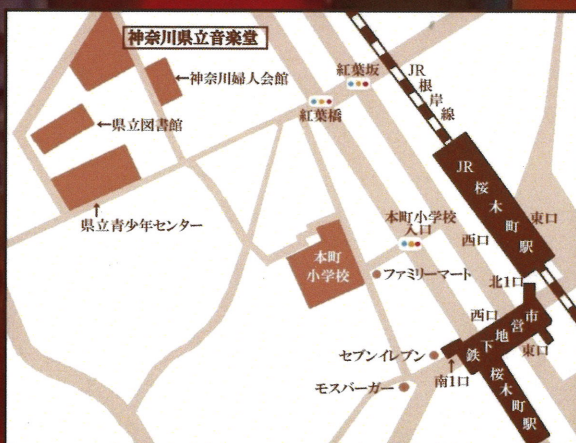 神奈川県立音楽堂
←神奈川婦人会館
←県立図書館
↑
県立青少年センター
紅葉坂
紅葉橋
JR根岸線
JR桜木町駅
東口
西口
本町小学校
入口
本町
小学校
ファミリーマート
北1口
西口
市営地下鉄
桜木町駅
東口
セブンイレブン
↑
南1口
モスバーガー